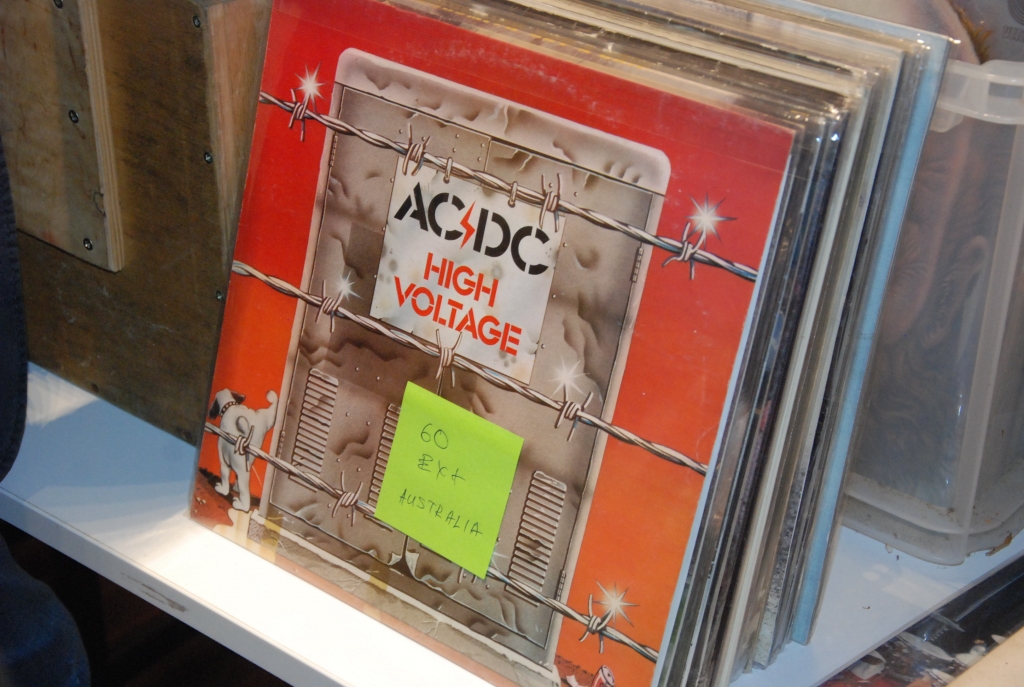 AC DC
HIGH
VOLTAGE
60
EX+
AUSTRALIA